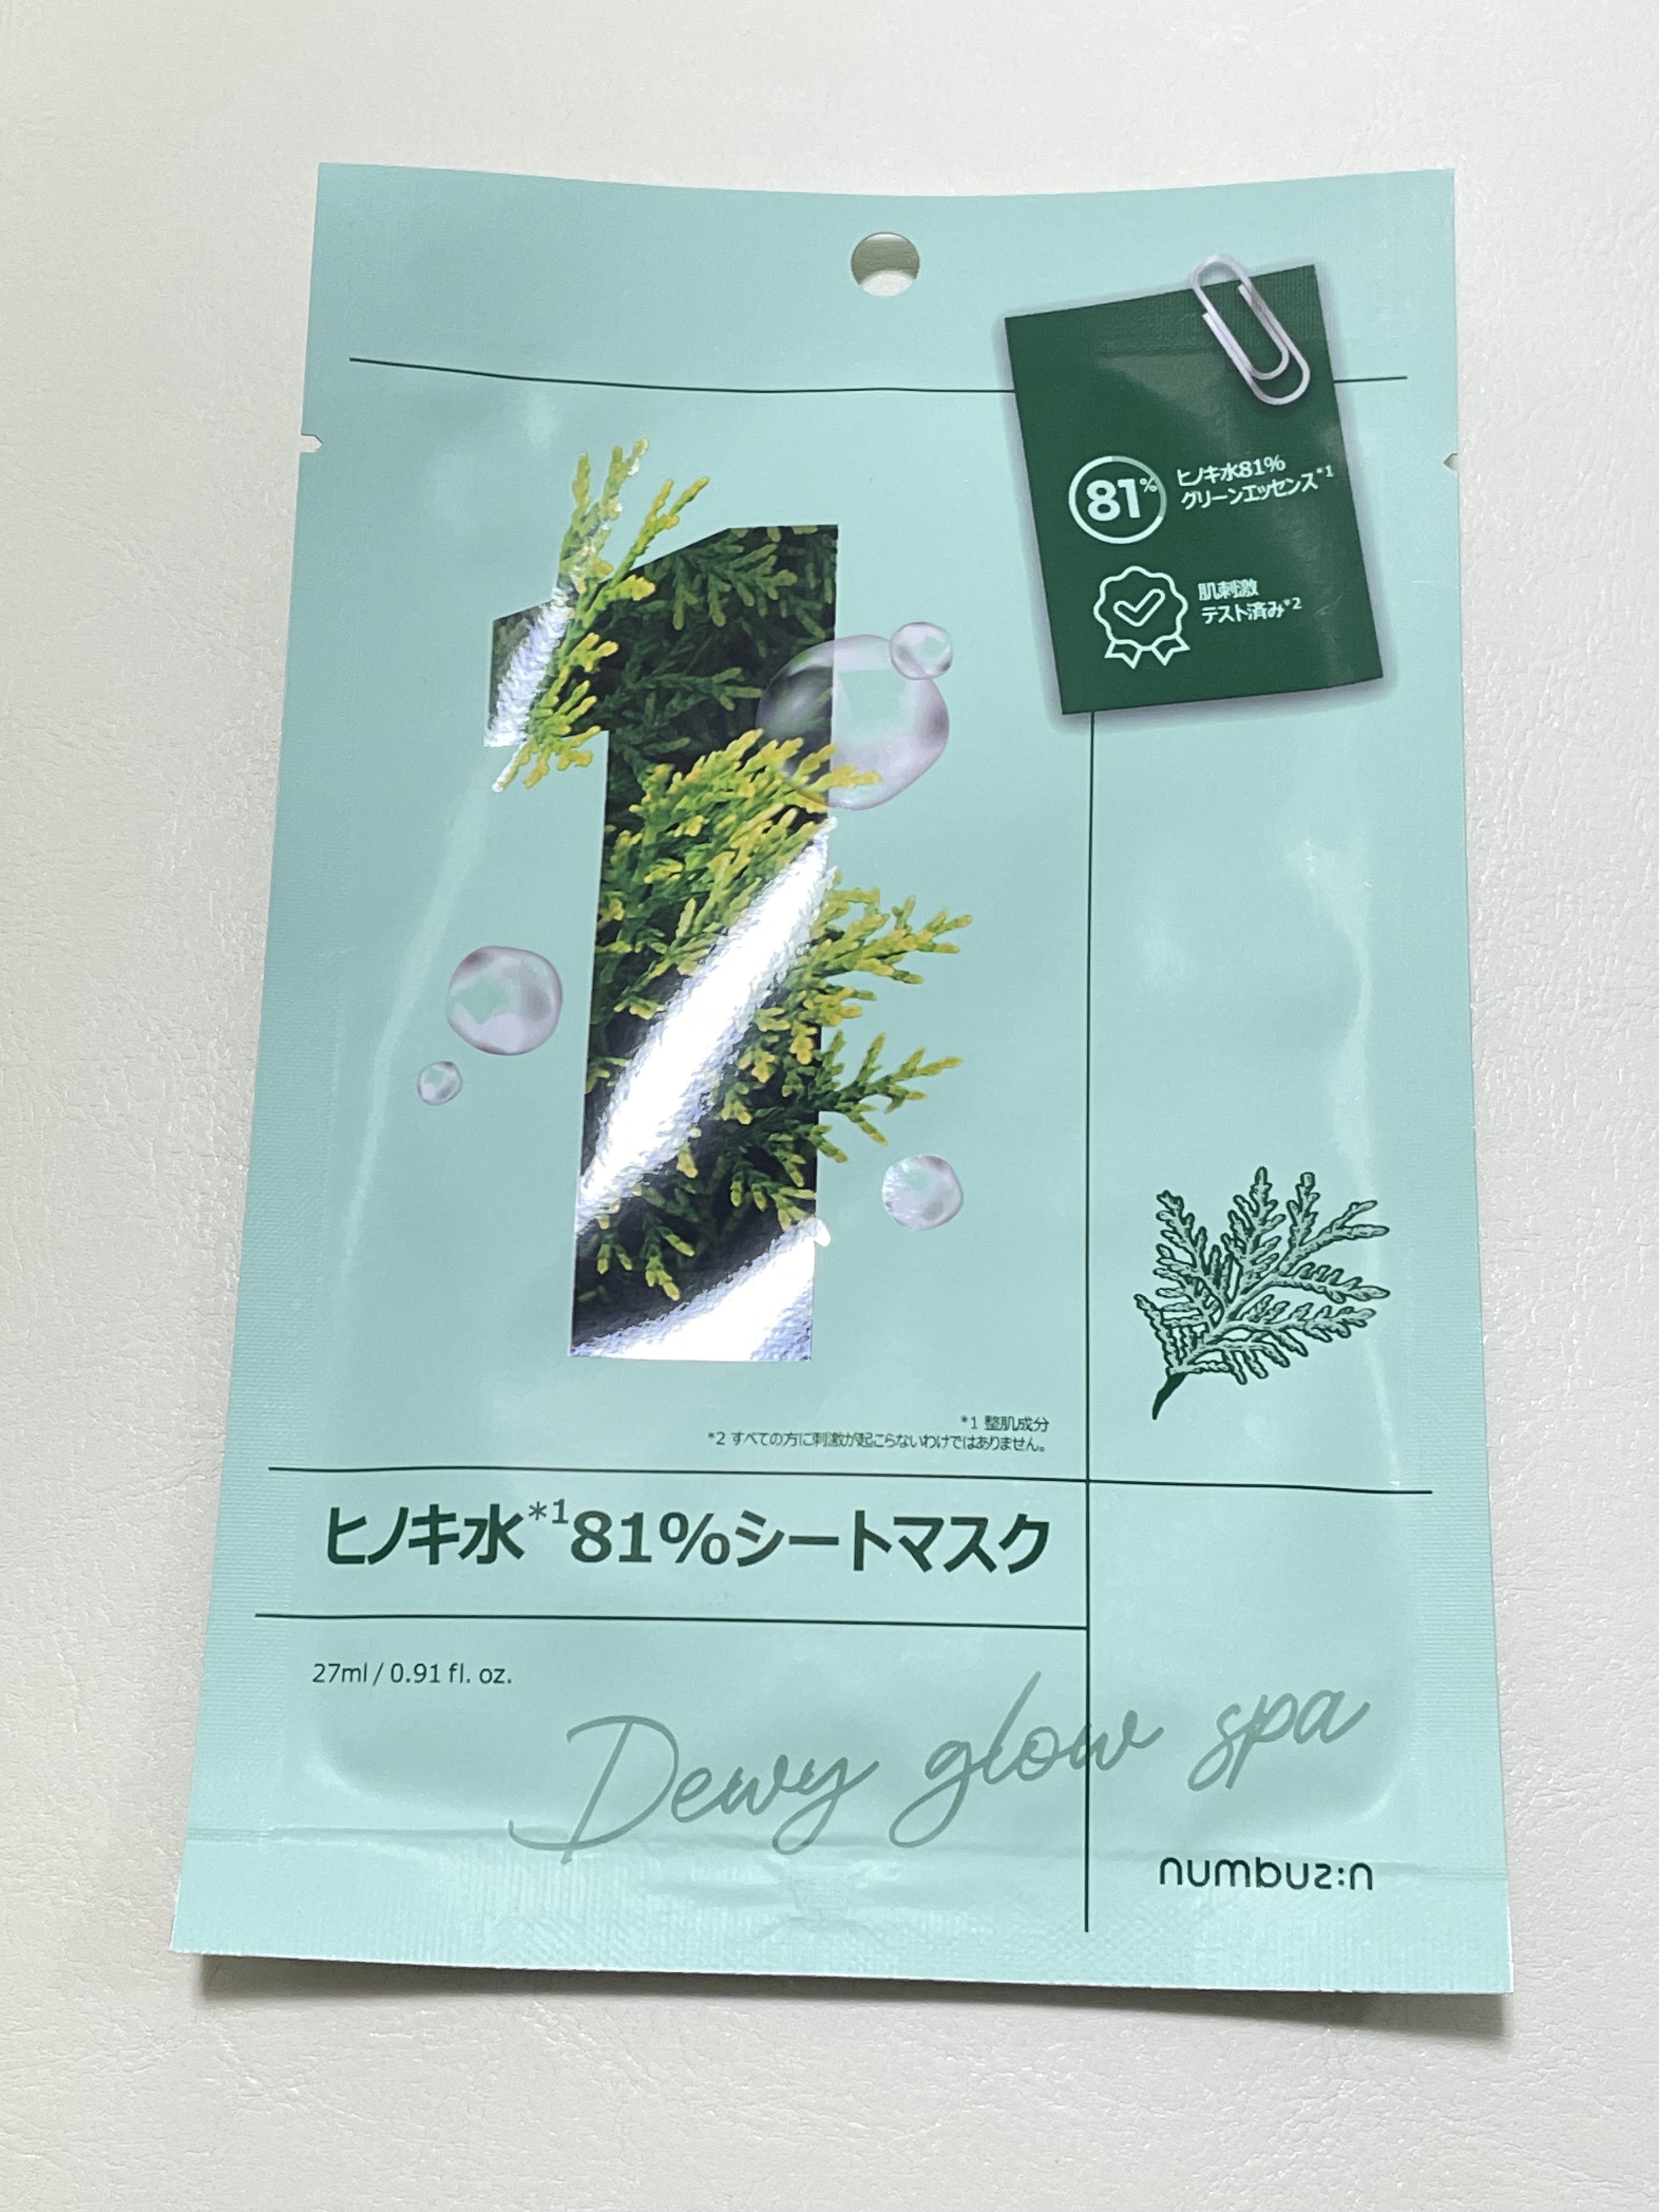 81%
ヒノキ水81%
グリーンエッセンス*1
肌刺激
テスト済み*2
1
*1 整肌成分
*2 すべての方に刺激が起こらないわけではありません。
ヒノキ水*1 81%シートマスク
27ml / 0.91 fl. oz.
Dewy glow spa
numbuz:n